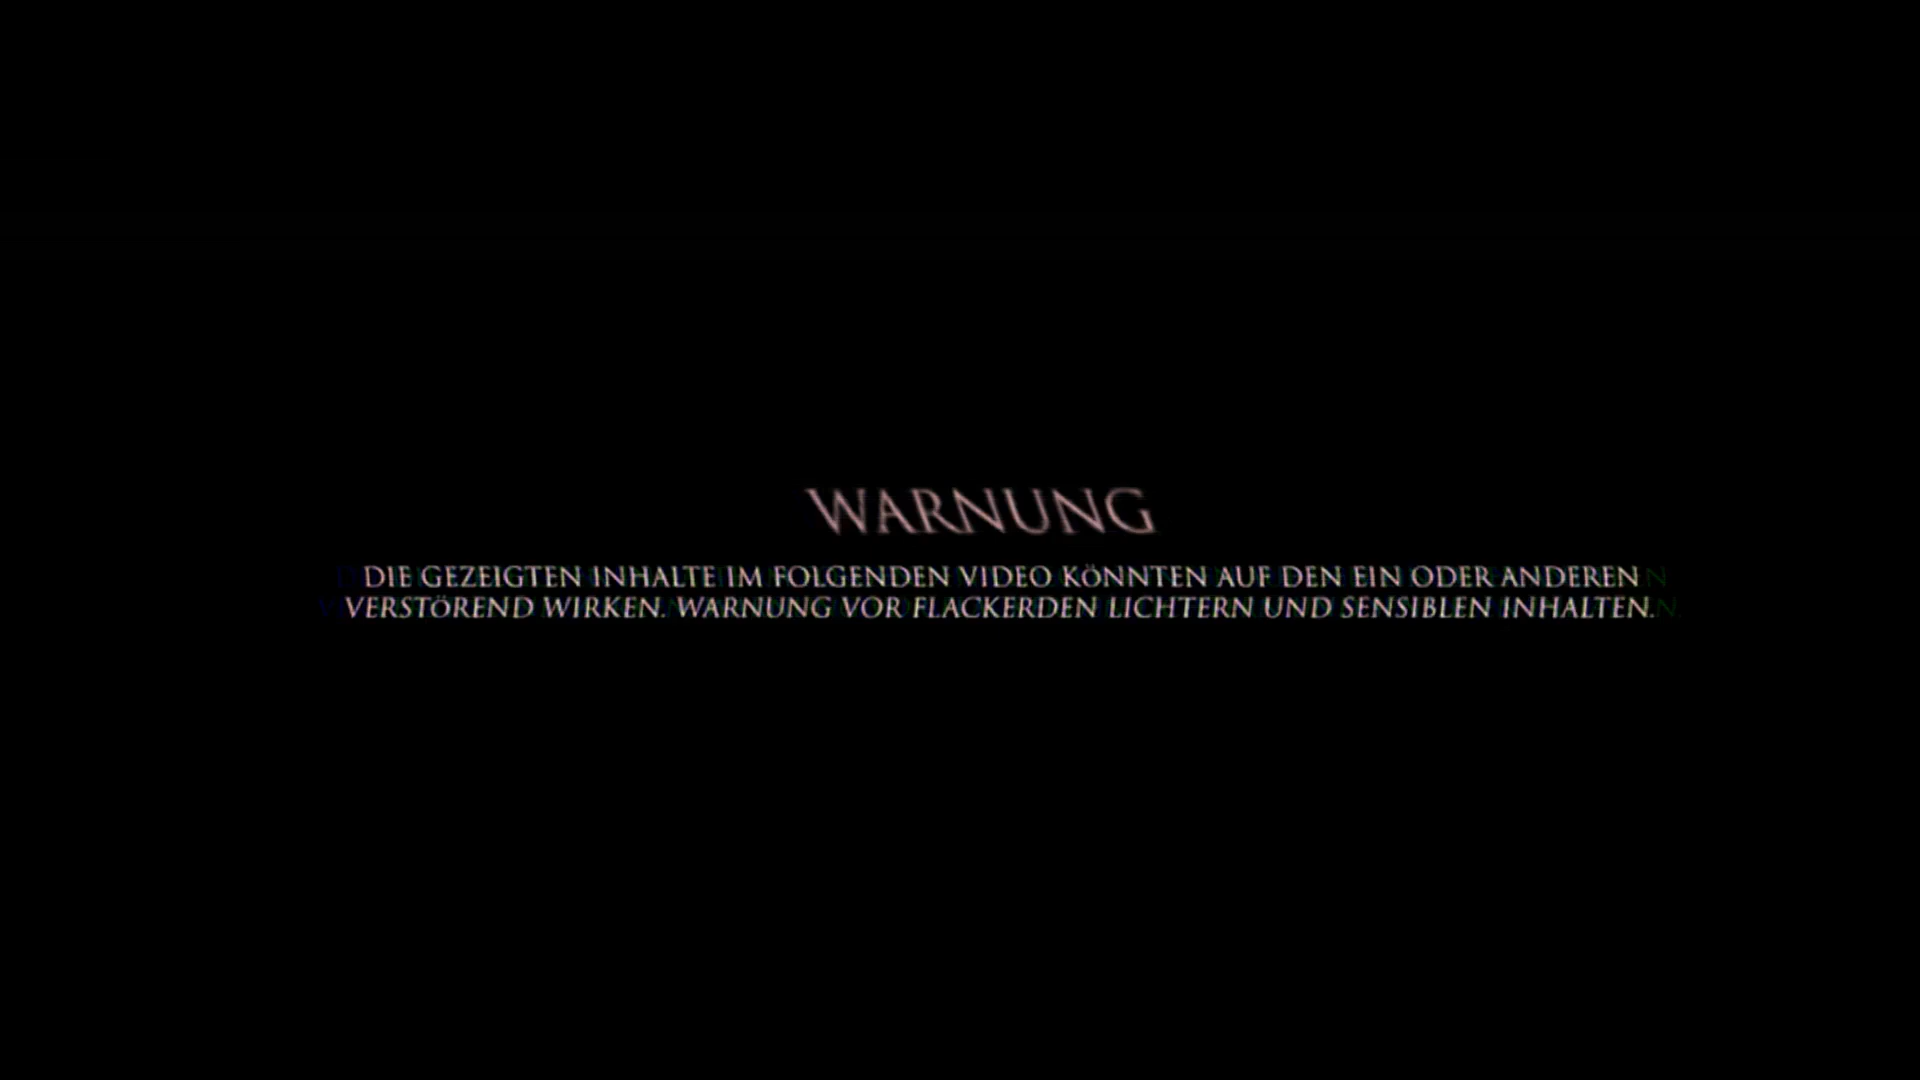 WARNUNG
DIE GEZEIGTEN INHALTE IM FOLGENDEN VIDEO KÖNNTEN AUF DEN EIN ODER ANDEREN
VERSTÖREND WIRKEN. WARNUNG VOR FLACKERDEN LICHTERN UND SENSIBLEN INHALTEN.